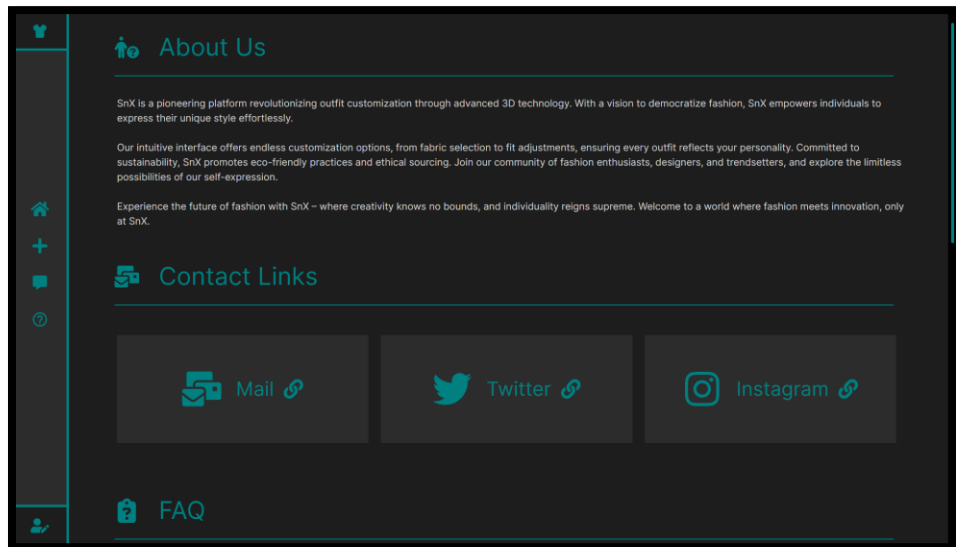 About Us
SnX is a pioneering platform revolutionizing outfit customization through advanced 3D technology. With a vision to democratize fashion, SnX empowers individuals to
express their unique style effortlessly.
Our intuitive interface offers endless customization options, from fabric selection to fit adjustments, ensuring every outfit reflects your personality. Committed to
sustainability, SnX promotes eco-friendly practices and ethical sourcing. Join our community of fashion enthusiasts, designers, and trendsetters, and explore the limitless
possibilities of our self-expression.
Experience the future of fashion with SnX – where creativity knows no bounds, and individuality reigns supreme. Welcome to a world where fashion meets innovation, only
at SnX.
Contact Links
Mail
Twitter
Instagram
FAQ